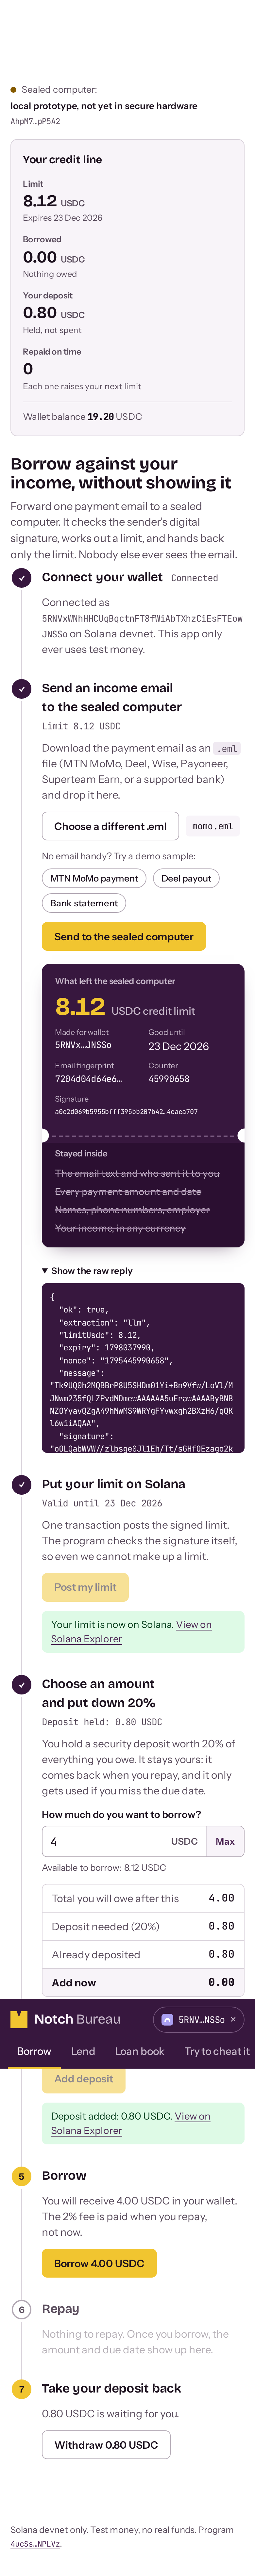 Sealed computer:
local prototype, not yet in secure hardware
AhpM7…pP5A2
Your credit line
Limit
8.12 USDC
Expires 23 Dec 2026
Borrowed
0.00 USDC
Nothing owed
Your deposit
0.80 USDC
Held, not spent
Repaid on time
0
Each one raises your next limit
Wallet balance 19.20 USDC
Borrow against your
income, without showing it
Forward one payment email to a sealed
computer. It checks the sender's digital
signature, works out a limit, and hands back
only the limit. Nobody else ever sees the email.
Connect your wallet Connected
Connected as
5RNVxWNhHHCUqBqctnFT8fWiAbTXhzCiEsFTEow
JNSSo on Solana devnet. This app only
ever uses test money.
Send an income email
to the sealed computer
Limit 8.12 USDC
Download the payment email as an .eml
file (MTN MoMo, Deel, Wise, Payoneer,
Superteam Earn, or a supported bank)
and drop it here.
Choose a different .eml momo.eml
No email handy? Try a demo sample:
MTN MoMo payment Deel payout
Bank statement
Send to the sealed computer
What left the sealed computer
8.12 USDC credit limit
Made for wallet Good until
5RNVx…JNSSo 23 Dec 2026
Email fingerprint Counter
7204d04d64e6… 45990658
Signature
a0e2d069b5955bfff395bb207b42…4caea707
Stayed inside
The email text and who sent it to you
Every payment amount and date
Names, phone numbers, employer
Your income, in any currency
▼ Show the raw reply
{
"ok": true,
"extraction": "llm",
"limitUsdc": 8.12,
"expiry": 1798037990,
"nonce": "1795445990658",
"message":
"Tk9UQ0h2MQBBrP8U5SHDm01Yi+Bn9Vfw/LoVl/M
JNwm235fQLZPvdMDmewAAAAAA5uErawAAAAByBNB
NZOYyavQZgA49hMwMS9WRYgFYvwxgh2BXzH6/qQK
l6wiiAQAA",
"signature":
Put your limit on Solana
Valid until 23 Dec 2026
One transaction posts the signed limit.
The program checks the signature itself,
so even we cannot make up a limit.
Post my limit
Your limit is now on Solana. View on
Solana Explorer
Choose an amount
and put down 20%
Deposit held: 0.80 USDC
You hold a security deposit worth 20% of
everything you owe. It stays yours: it
comes back when you repay, and it only
gets used if you miss the due date.
How much do you want to borrow?
4 USDC Max
Available to borrow: 8.12 USDC
Total you will owe after this 4.00
Deposit needed (20%) 0.80
Already deposited 0.80
Add now 0.00
Notch Bureau 5RNV…NSSo ×
Borrow Lend Loan book Try to cheat it
Add deposit
Deposit added: 0.80 USDC. View on
Solana Explorer
5 Borrow
You will receive 4.00 USDC in your wallet.
The 2% fee is paid when you repay,
not now.
Borrow 4.00 USDC
6 Repay
Nothing to repay. Once you borrow, the
amount and due date show up here.
7 Take your deposit back
0.80 USDC is waiting for you.
Withdraw 0.80 USDC
Solana devnet only. Test money, no real funds. Program
4ucSs…NPLVz.